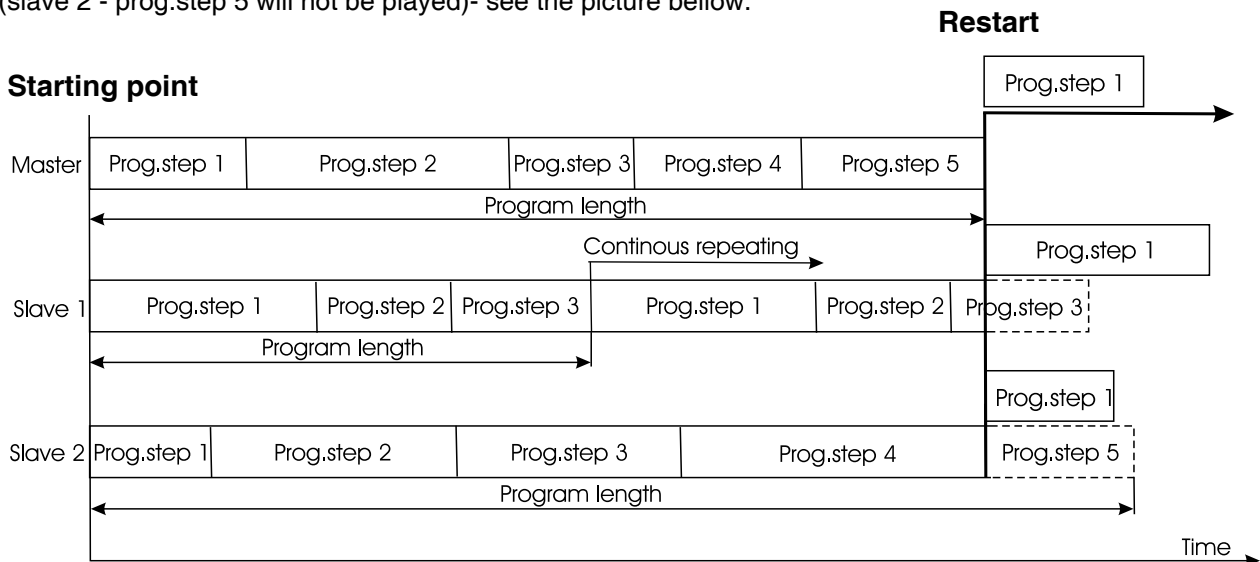 (slave 2 - prog.step 5 will not be played)- see the picture bellow.
Restart
Starting point
Prog.step 1
Master
Prog.step 1 Prog.step 2 Prog.step 3 Prog.step 4 Prog.step 5
Program length
Continous repeating
Prog.step 1
Slave 1
Prog.step 1 Prog.step 2 Prog.step 3 Prog.step 1 Prog.step 2 Prog.step 3
Program length
Prog.step 1
Slave 2
Prog.step 1 Prog.step 2 Prog.step 3 Prog.step 4 Prog.step 5
Program length
Time